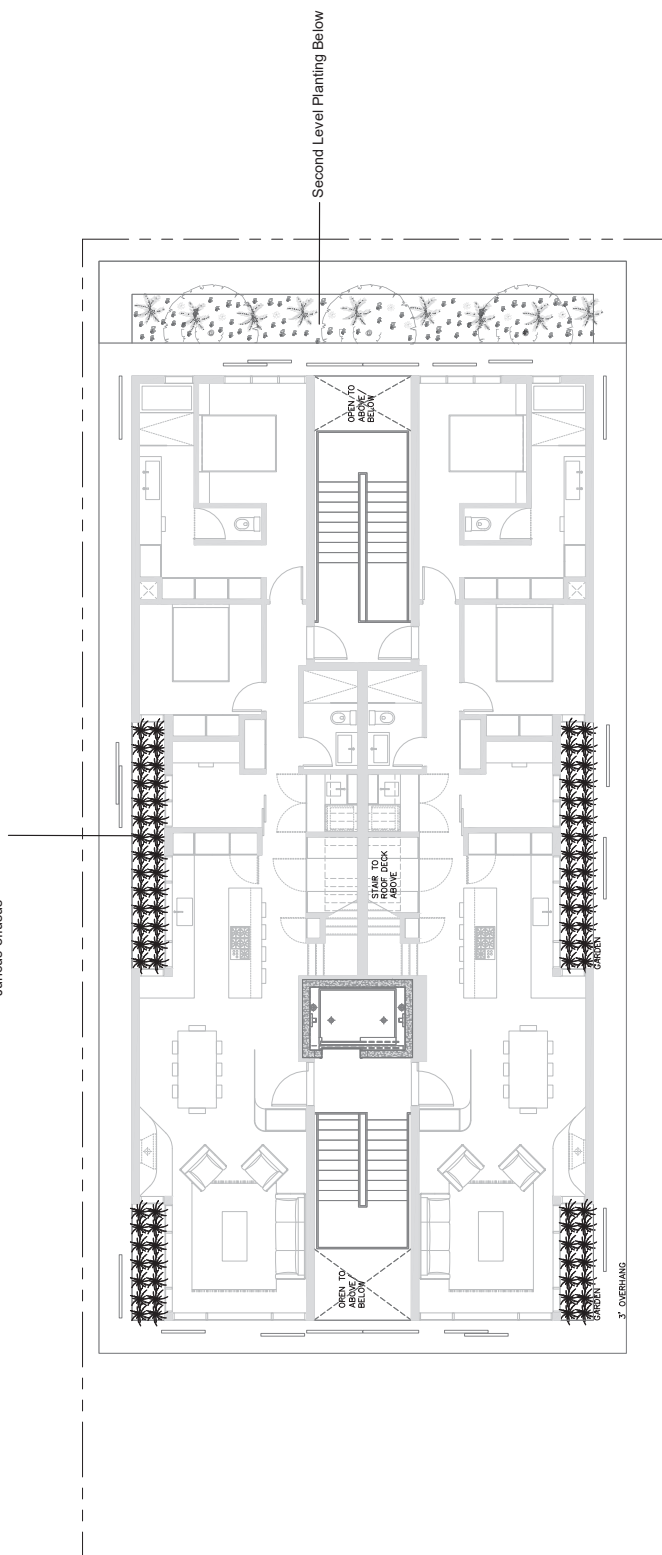 Second Level Planting Below
OPEN TO
ABOVE/
BELOW
STAIR TO
ROOF DECK
ABOVE
GARDEN
OPEN TO
ABOVE/
BELOW
GARDEN
3' OVERHANG